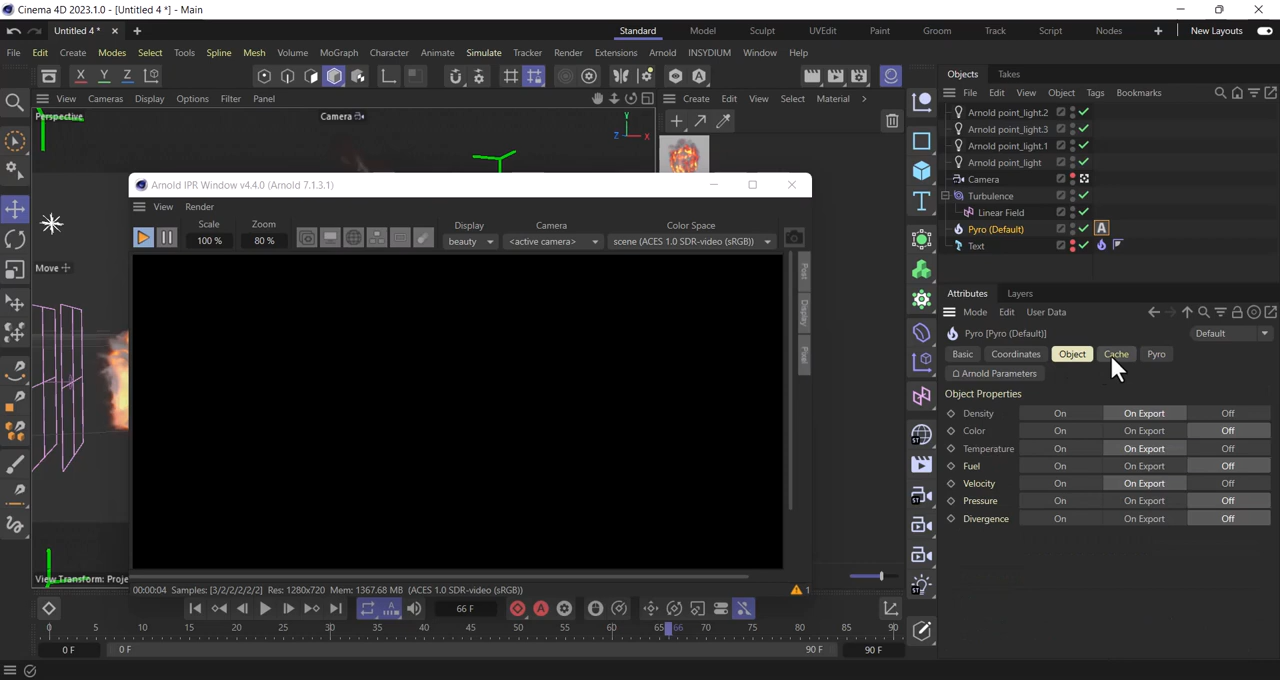 Cinema 4D 2023.1.0 - [Untitled 4 *] - Main
Untitled 4 *
Standard Model Sculpt UVEdit Paint Groom Track Script Nodes New Layouts
File Edit Create Modes Select Tools Spline Mesh Volume MoGraph Character Animate Simulate Tracker Render Extensions Arnold INSYDIUM Window Help
X Y Z
Objects Takes
View Cameras Display Options Filter Panel
Create Edit View Select Material
File Edit View Object Tags Bookmarks
Perspective
Camera
Y
Z X
Arnold point_light.2
Arnold point_light.3
Arnold point_light.1
Arnold point_light
Camera
Turbulence
Linear Field
Pyro (Default)
A
Text
Move
Arnold IPR Window v4.4.0 (Arnold 7.1.3.1)
View Render
Scale Zoom Display Camera Color Space
100 % 80 % beauty <active camera> scene (ACES 1.0 SDR-video (sRGB))
Post
Display
Pixel
Attributes Layers
Mode Edit User Data
Pyro [Pyro (Default)]
Default
Basic Coordinates Object Cache Pyro
Arnold Parameters
Object Properties
Density On On Export Off
Color On On Export Off
Temperature On On Export Off
Fuel On On Export Off
Velocity On On Export Off
Pressure On On Export Off
Divergence On On Export Off
View Transform: Proje
00:00:04 Samples: [3/2/2/2/2/2] Res: 1280x720 Mem: 1367.68 MB (ACES 1.0 SDR-video (sRGB))
1
66 F
0 5 10 15 20 25 30 35 40 45 50 55 60 65 66 70 75 80 85 90
0 F 0 F 90 F 90 F